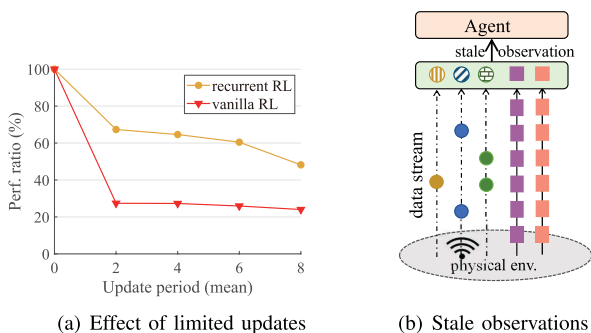 100
80
60
40
20
0
0
2
4
6
8
Perf. ratio (%)
Update period (mean)
recurrent RL
vanilla RL
(a) Effect of limited updates
Agent
stale observation
data stream
physical env.
(b) Stale observations